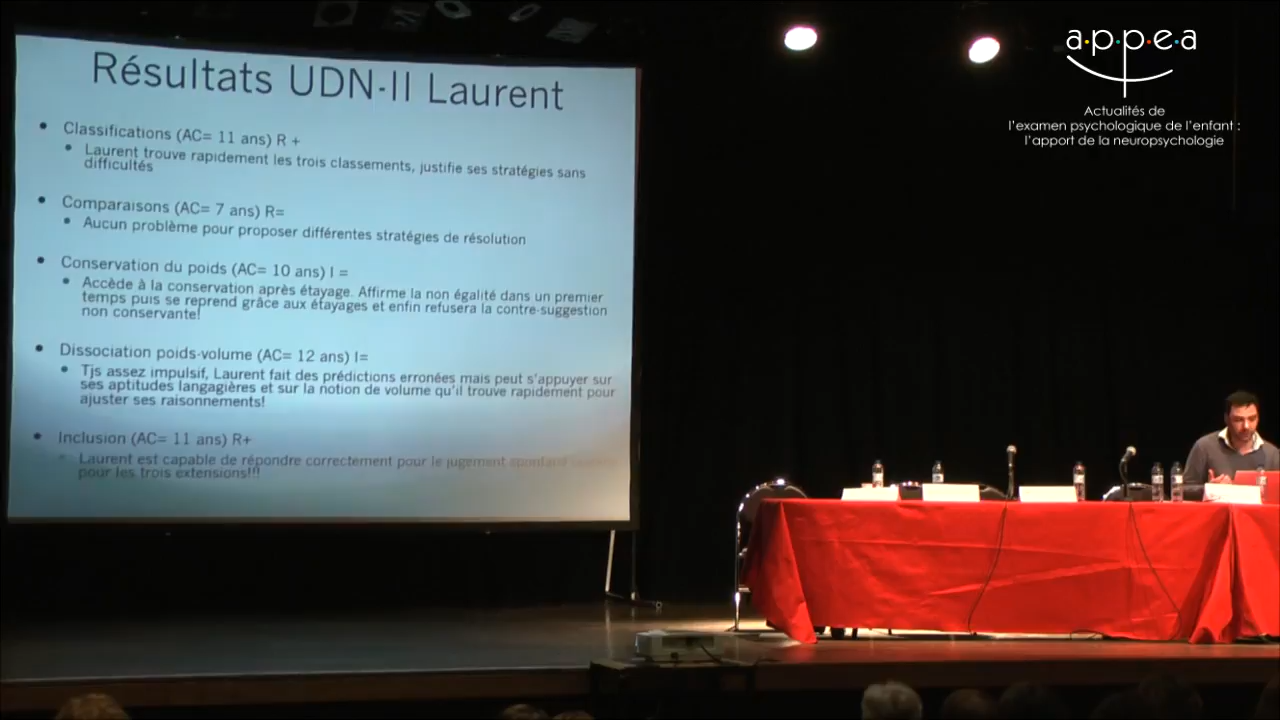 Résultats UDN-II Laurent
• Classifications (AC= 11 ans) R +
• Laurent trouve rapidement les trois classements, justifie ses stratégies sans
difficultés
• Comparaisons (AC= 7 ans) R=
• Aucun problème pour proposer différentes stratégies de résolution
• Conservation du poids (AC= 10 ans) I =
• Accède à la conservation après étayage. Affirme la non égalité dans un premier
temps puis se reprend grâce aux étayages et enfin refusera la contre-suggestion
non conservante!
• Dissociation poids-volume (AC= 12 ans) I=
• Tjs assez impulsif, Laurent fait des prédictions erronées mais peut s'appuyer sur
ses aptitudes langagières et sur la notion de volume qu'il trouve rapidement pour
ajuster ses raisonnements!
• Inclusion (AC= 11 ans) R+
• Laurent est capable de répondre correctement pour le jugement spontané
pour les trois extensions!!!
a·p·p·e·a
Actualités de
l'examen psychologique de l'enfant :
l'apport de la neuropsychologie